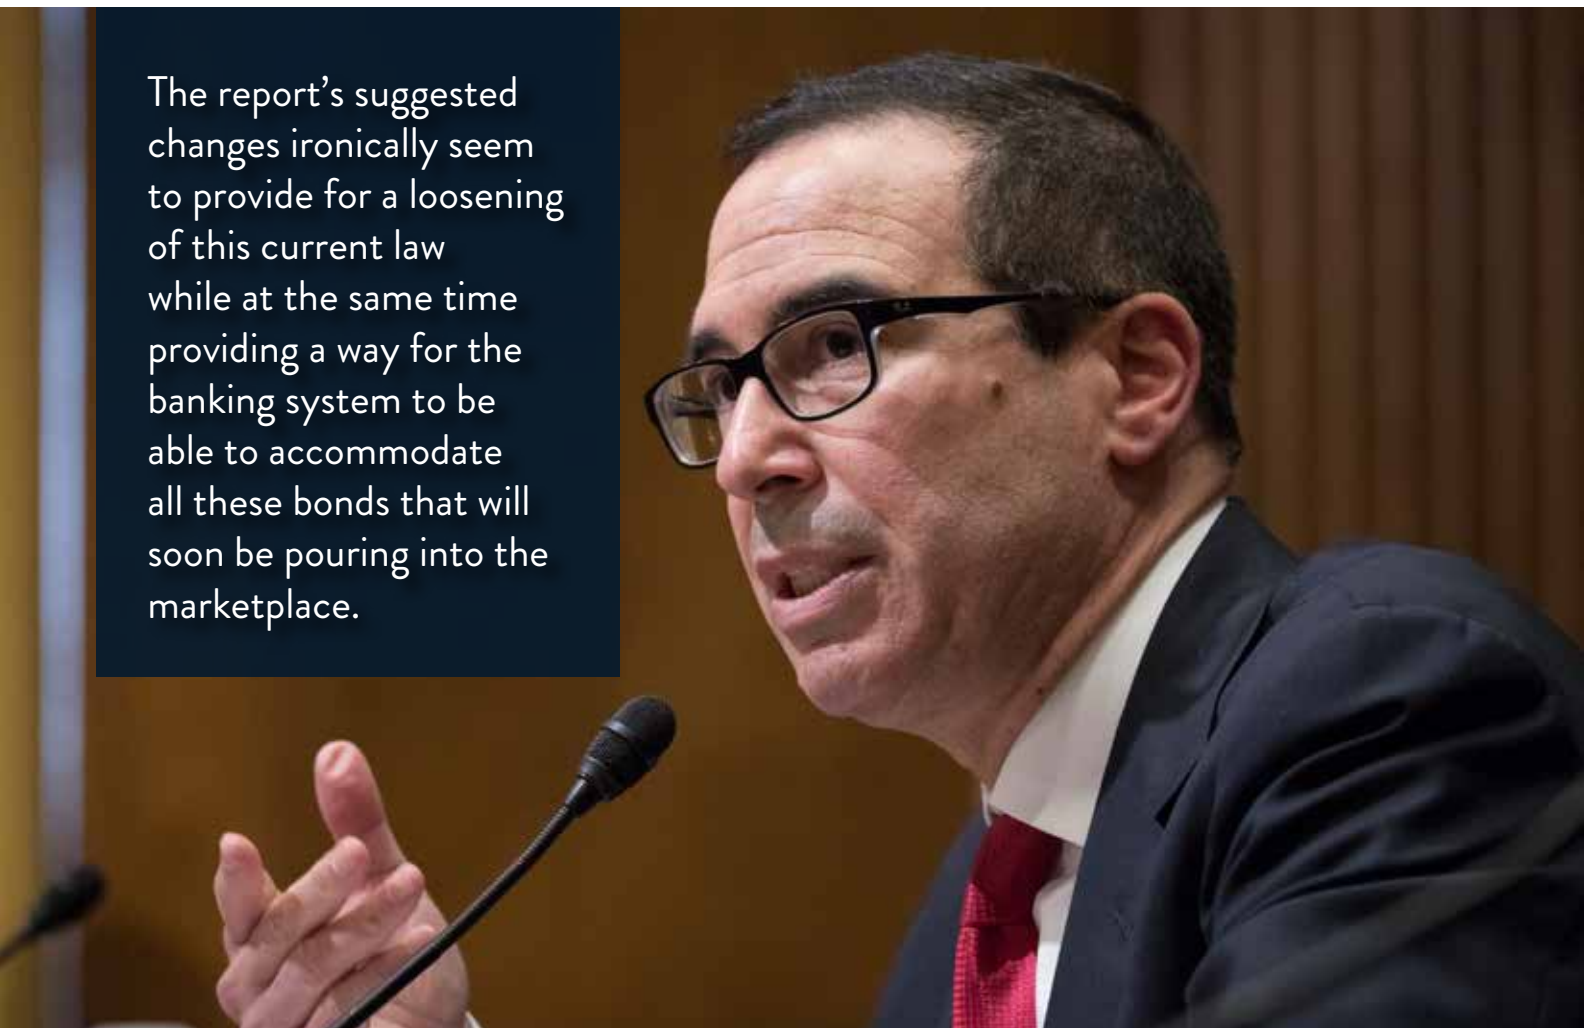 The report’s suggested
changes ironically seem
to provide for a loosening
of this current law
while at the same time
providing a way for the
banking system to be
able to accommodate
all these bonds that will
soon be pouring into the
marketplace.